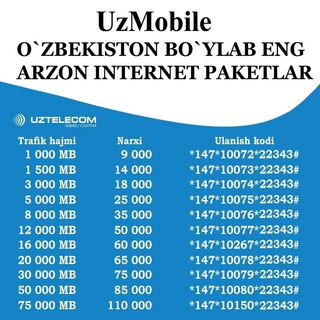 UzMobile
O`ZBEKISTON BO`YLAB ENG
ARZON INTERNET PAKETLAR
UZTELECOM
Trafik hajmi Narxi Ulanish kodi
1 000 MB 9 000 *147*10072*22343#
1 500 MB 14 000 *147*10073*22343#
3 000 MB 18 000 *147*10074*22343#
5 000 MB 25 000 *147*10075*22343#
8 000 MB 35 000 *147*10076*22343#
12 000 MB 50 000 *147*10077*22343#
16 000 MB 60 000 *147*10267*22343#
20 000 MB 65 000 *147*10078*22343#
30 000 MB 75 000 *147*10079*22343#
50 000 MB 85 000 *147*10080*22343#
75 000 MB 110 000 *147*10150*22343#